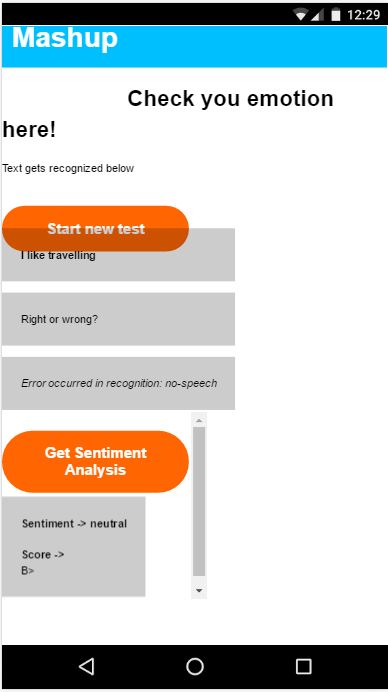 12:29
Mashup
Check you emotion
here!
Text gets recognized below
Start new test
I like travelling
Right or wrong?
Error occurred in recognition: no-speech
Get Sentiment
Analysis
Sentiment -> neutral
Score ->
B>